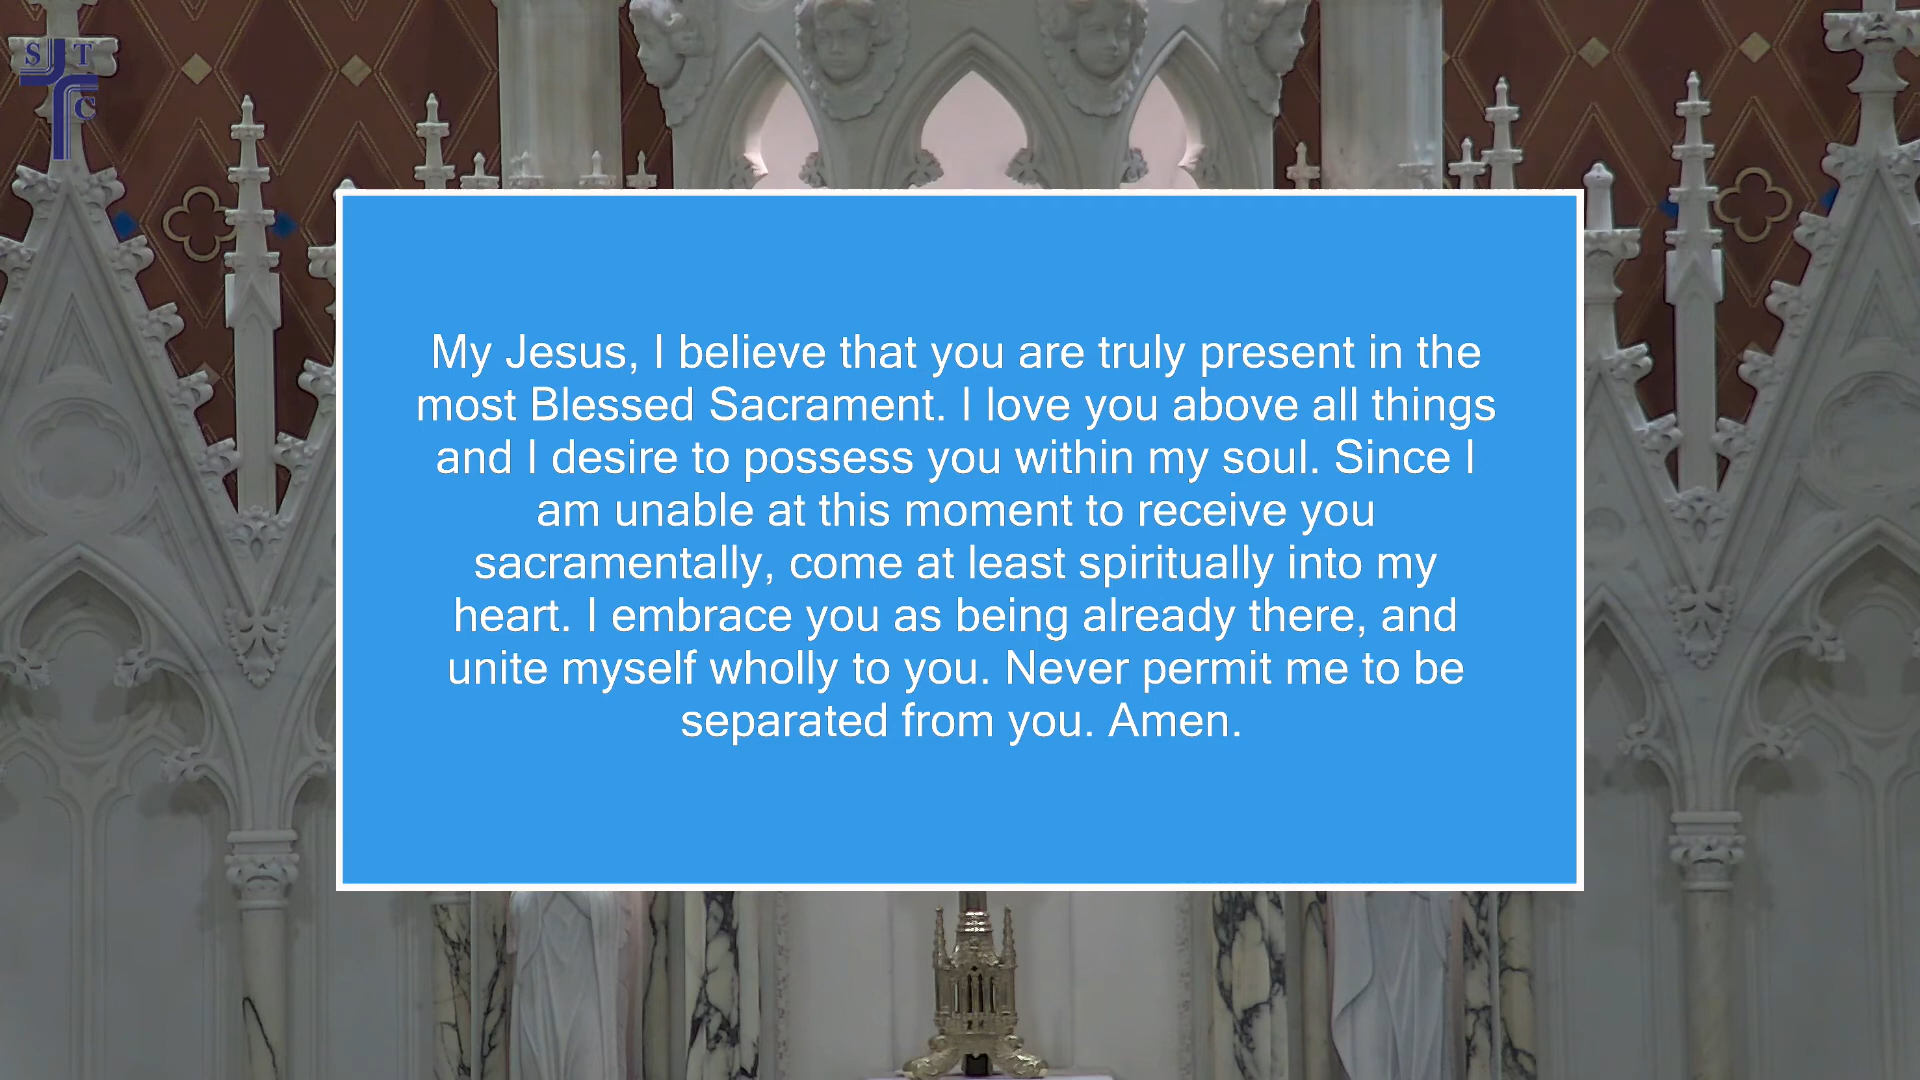 S T
C
My Jesus, I believe that you are truly present in the
most Blessed Sacrament. I love you above all things
and I desire to possess you within my soul. Since I
am unable at this moment to receive you
sacramentally, come at least spiritually into my
heart. I embrace you as being already there, and
unite myself wholly to you. Never permit me to be
separated from you. Amen.